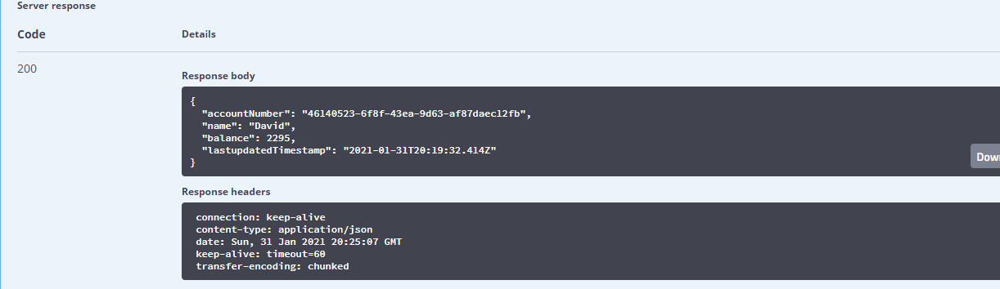 Server response
Code Details
200
Response body
{
"accountNumber": "46140523-6f8f-43ea-9d63-af87daec12fb",
"name": "David",
"balance": 2295,
"lastupdatedTimestamp": "2021-01-31T20:19:32.414Z"
}
Response headers
connection: keep-alive
content-type: application/json
date: Sun, 31 Jan 2021 20:25:07 GMT
keep-alive: timeout=60
transfer-encoding: chunked